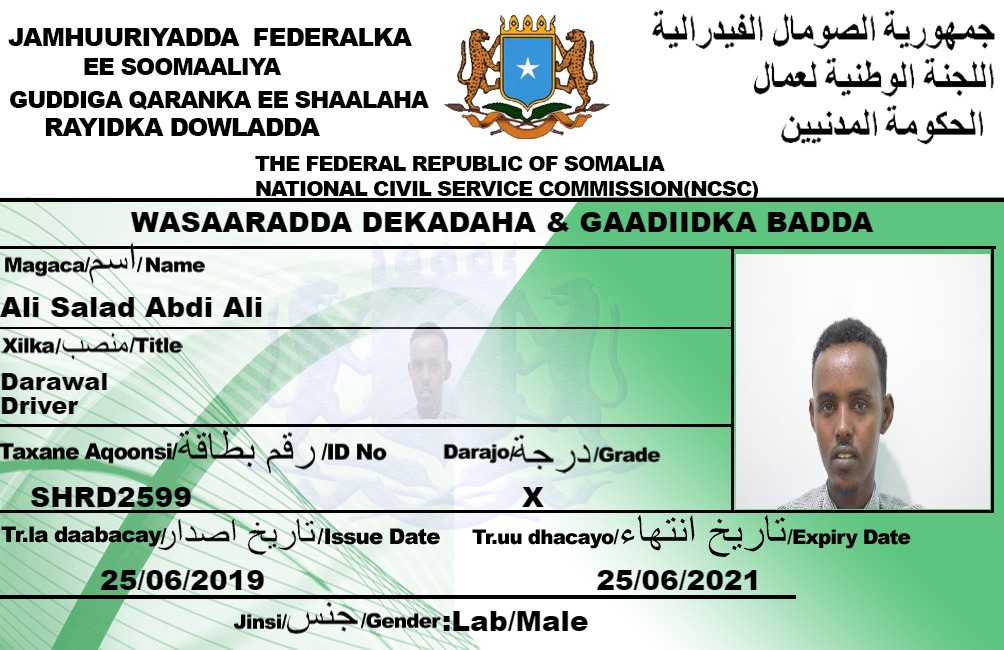 JAMHUURIYADDA FEDERALKA
EE SOOMAALIYA
GUDDIGA QARANKA EE SHAALAHA
RAYIDKA DOWLADDA
جمهورية الصومال الفيدرالية
اللجنة الوطنية لعمال
الحكومة المدنيين
THE FEDERAL REPUBLIC OF SOMALIA
NATIONAL CIVIL SERVICE COMMISSION(NCSC)
WASAARADDA DEKADAHA & GAADIIDKA BADDA
Magaca/اسم/Name
Ali Salad Abdi Ali
Xilka/منصب/Title
Darawal
Driver
Taxane Aqoonsi/رقم بطاقة/ID No Darajo/درجة/Grade
SHRD2599 X
Tr.la daabacay/تاريخ اصدار/Issue Date Tr.uu dhacayo/تاريخ انتهاء/Expiry Date
25/06/2019 25/06/2021
Jinsi/جنس/Gender:Lab/Male